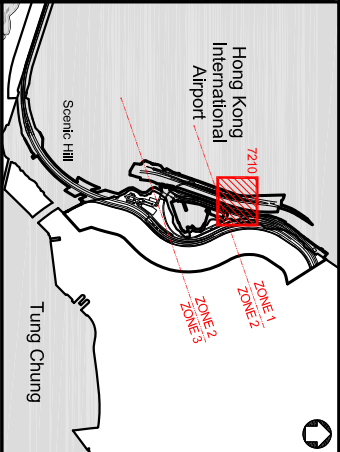 Hong Kong
International
Airport
7210
Scenic Hill
ZONE 1
ZONE 2
ZONE 2
ZONE 3
Tung Chung